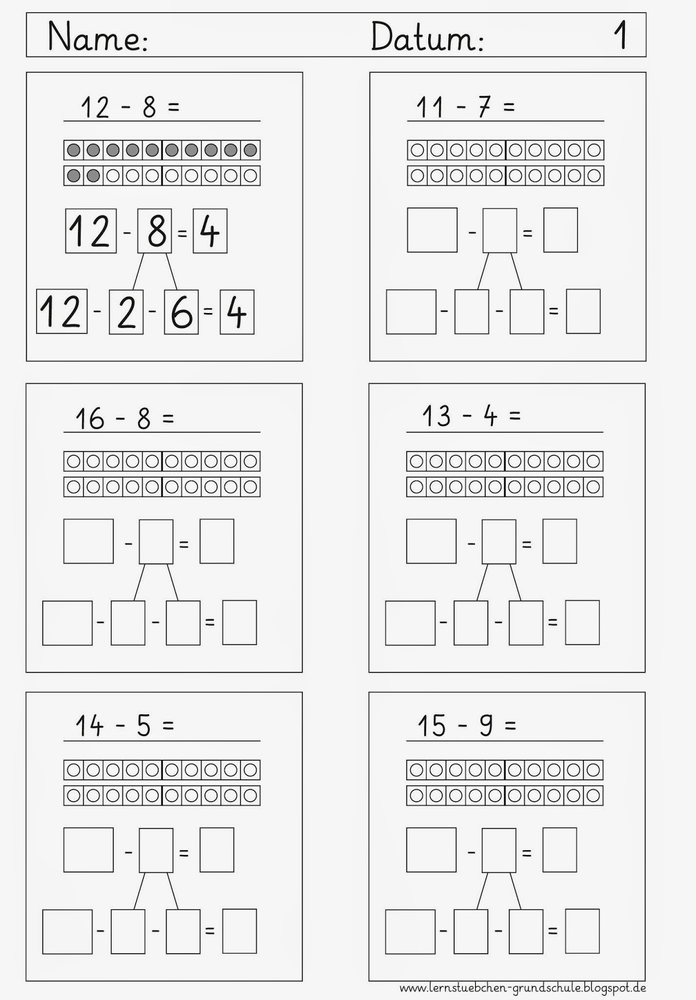 Name: Datum: 1
12 - 8 =
12 - 8 = 4
12 - 2 - 6 = 4
11 - 7 =
- =
- - =
16 - 8 =
- =
- - =
13 - 4 =
- =
- - =
14 - 5 =
- =
- - =
15 - 9 =
- =
- - =
www.lernstuebchen-grundschule.blogspot.de